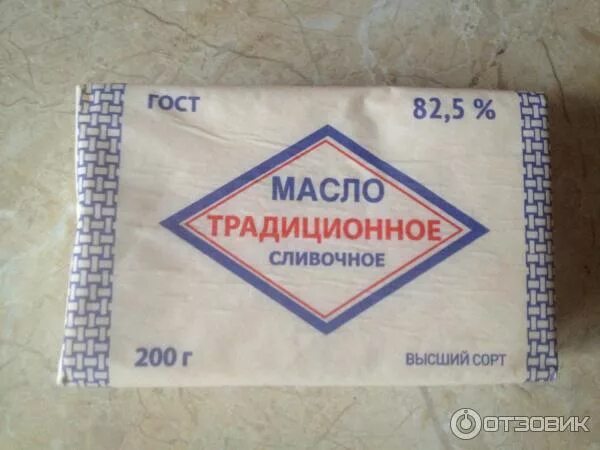 ГОСТ 82,5 %
МАСЛО
ТРАДИЦИОННОЕ
СЛИВОЧНОЕ
200 г ВЫСШИЙ СОРТ
ОТЗОВИК